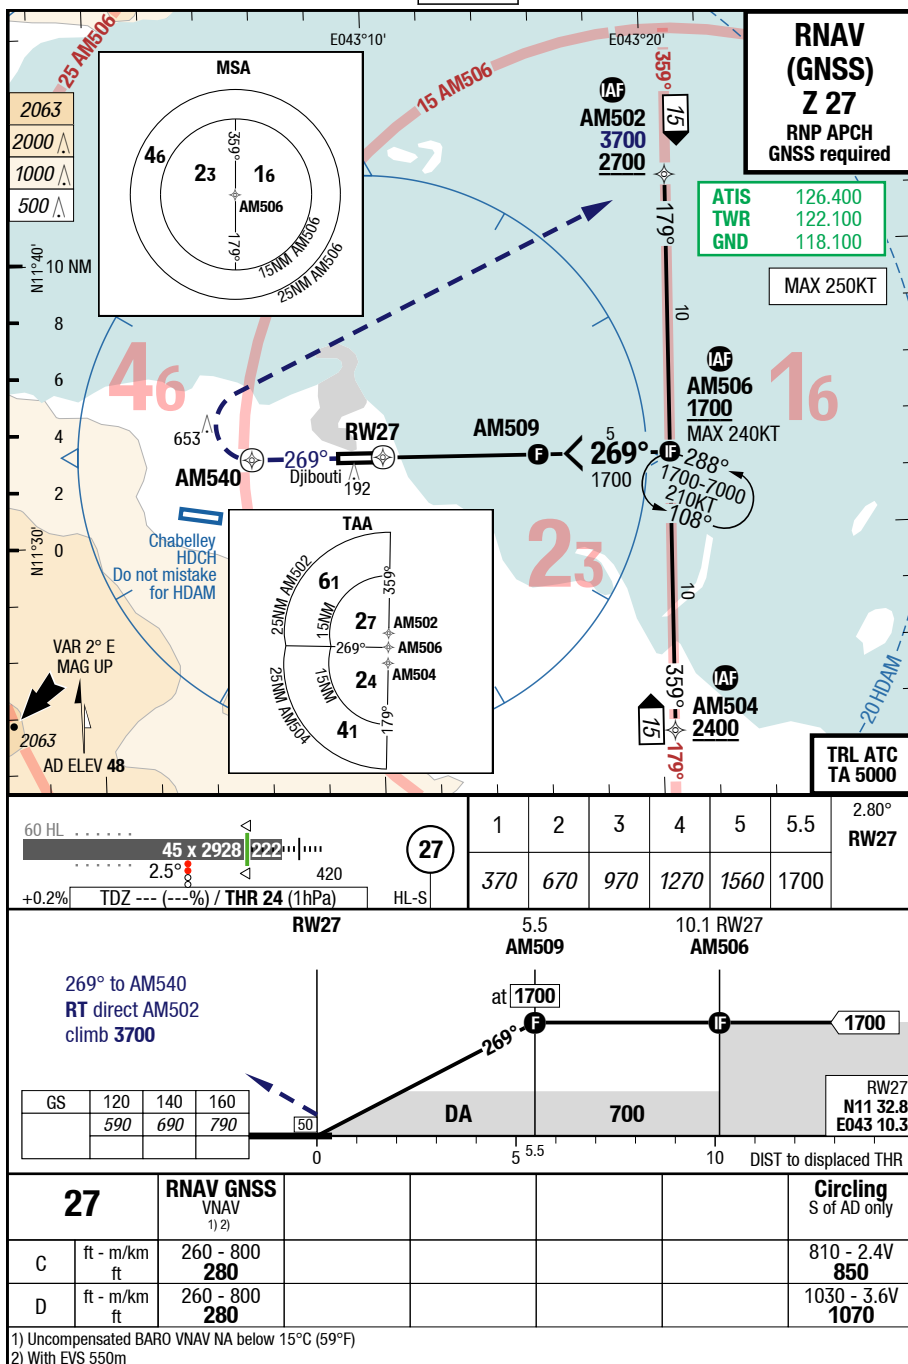 RNAV
(GNSS)
Z 27
RNP APCH
GNSS required
25 AM506
E043°10'
E043°20'
15 AM506
359°
MSA
46
23
16
359°
AM506
179°
15NM AM506
25NM AM506
2063
2000
1000
500
IAF
AM502
3700
2700
15
ATIS 126.400
TWR 122.100
GND 118.100
MAX 250KT
N11°40'
10 NM
8
6
4
2
0
N11°30'
179°
10
46
16
IAF
AM506
1700
MAX 240KT
653
AM540
269°
RW27
Djibouti
192
AM509
F
5
269°
1700
IF
288°
1700-7000
210KT
108°
23
Chabelley
HDCH
Do not mistake
for HDAM
TAA
25NM AM502
61
15NM
359°
27
AM502
269°
AM506
24
AM504
15NM
25NM AM504
41
179°
10
359°
IAF
AM504
2400
15
179°
20 HDAM
VAR 2° E
MAG UP
2063
AD ELEV 48
TRL ATC
TA 5000
60 HL
45 x 2928
222
2.5°
420
+0.2%
TDZ --- (---%) / THR 24 (1hPa)
HL-S
27
1 2 3 4 5 5.5 2.80°
RW27
370 670 970 1270 1560 1700
RW27
5.5
AM509
10.1 RW27
AM506
269° to AM540
RT direct AM502
climb 3700
at 1700
F
IF
1700
269°
GS 120 140 160
590 690 790
50
DA
700
RW27
N11 32.8
E043 10.3
0
5
5.5
10
DIST to displaced THR
27
RNAV GNSS
VNAV
1) 2)
Circling
S of AD only
C ft - m/km 260 - 800 810 - 2.4V
ft 280 850
D ft - m/km 260 - 800 1030 - 3.6V
ft 280 1070
1) Uncompensated BARO VNAV NA below 15°C (59°F)
2) With EVS 550m